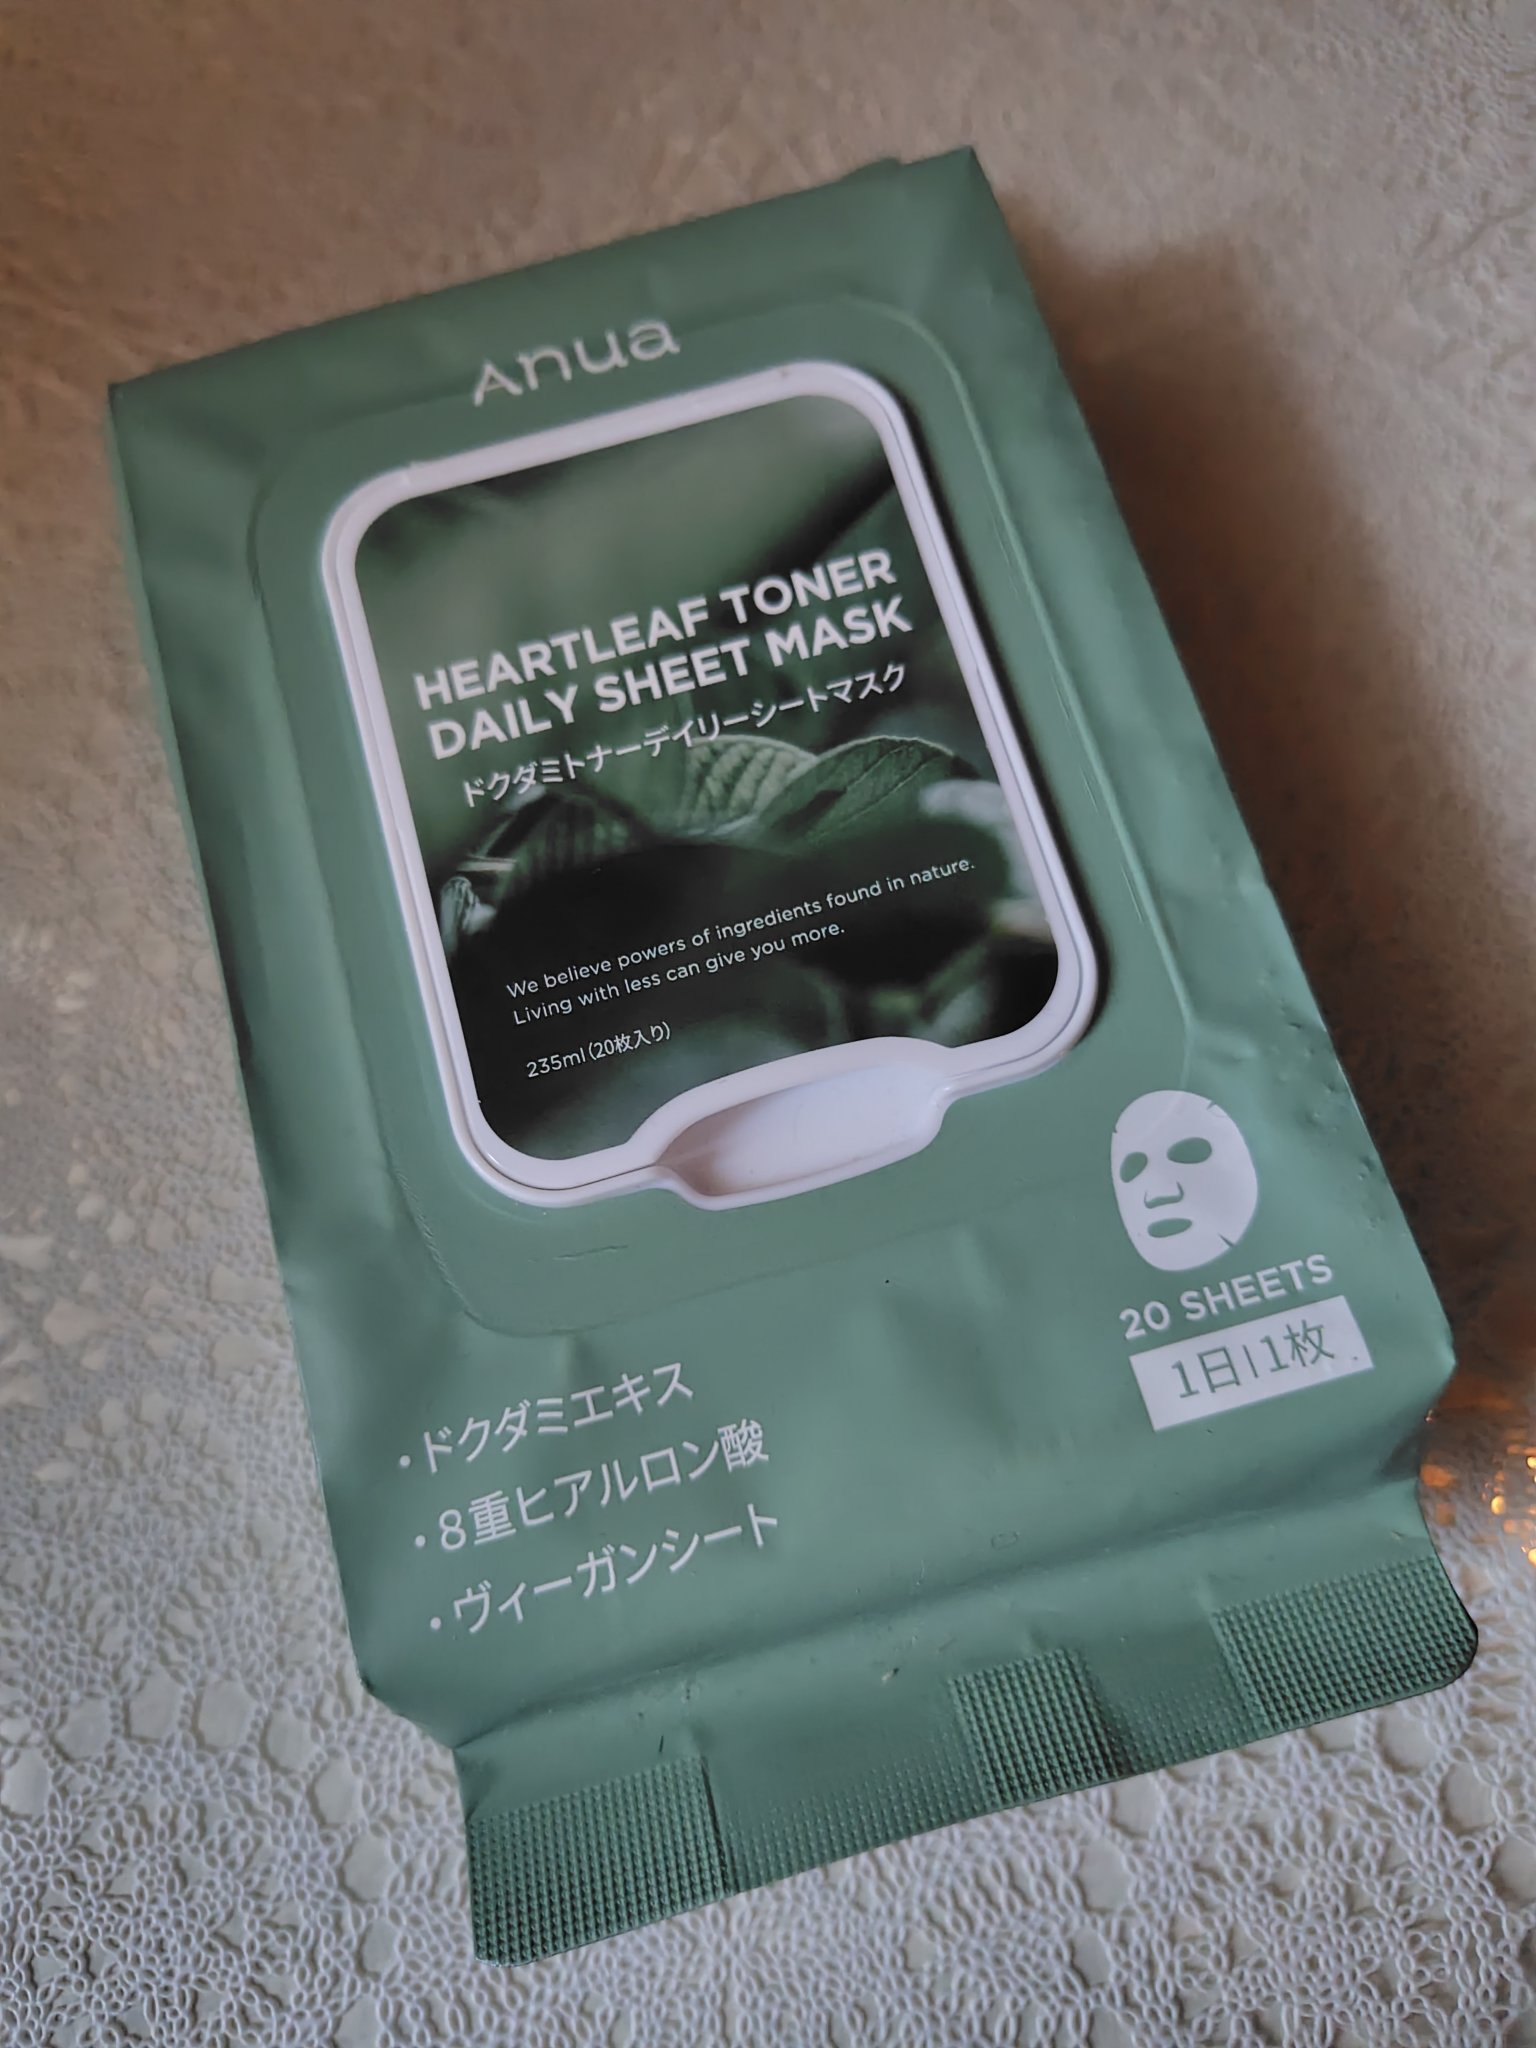 Anua
HEARTLEAF TONER
DAILY SHEET MASK
ドクダミトナーデイリーシートマスク
We believe powers of ingredients found in nature.
Living with less can give you more.
235ml(20枚入り)
20 SHEETS
1日|1枚
・ドクダミエキス
・8重ヒアルロン酸
・ヴィーガンシート